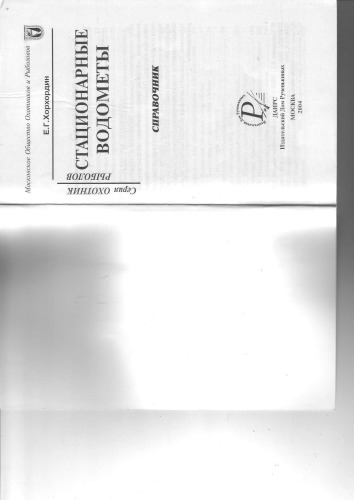 Московское Общество Охотников и Рыболовов
Е.Г.Хорхордин
Серия ОХОТНИК
РЫБОЛОВ
СТАЦИОНАРНЫЕ
ВОДОМЕТЫ
СПРАВОЧНИК
Р
ДАИРС
Издательский Дом Рученькиных
МОСКВА
2004